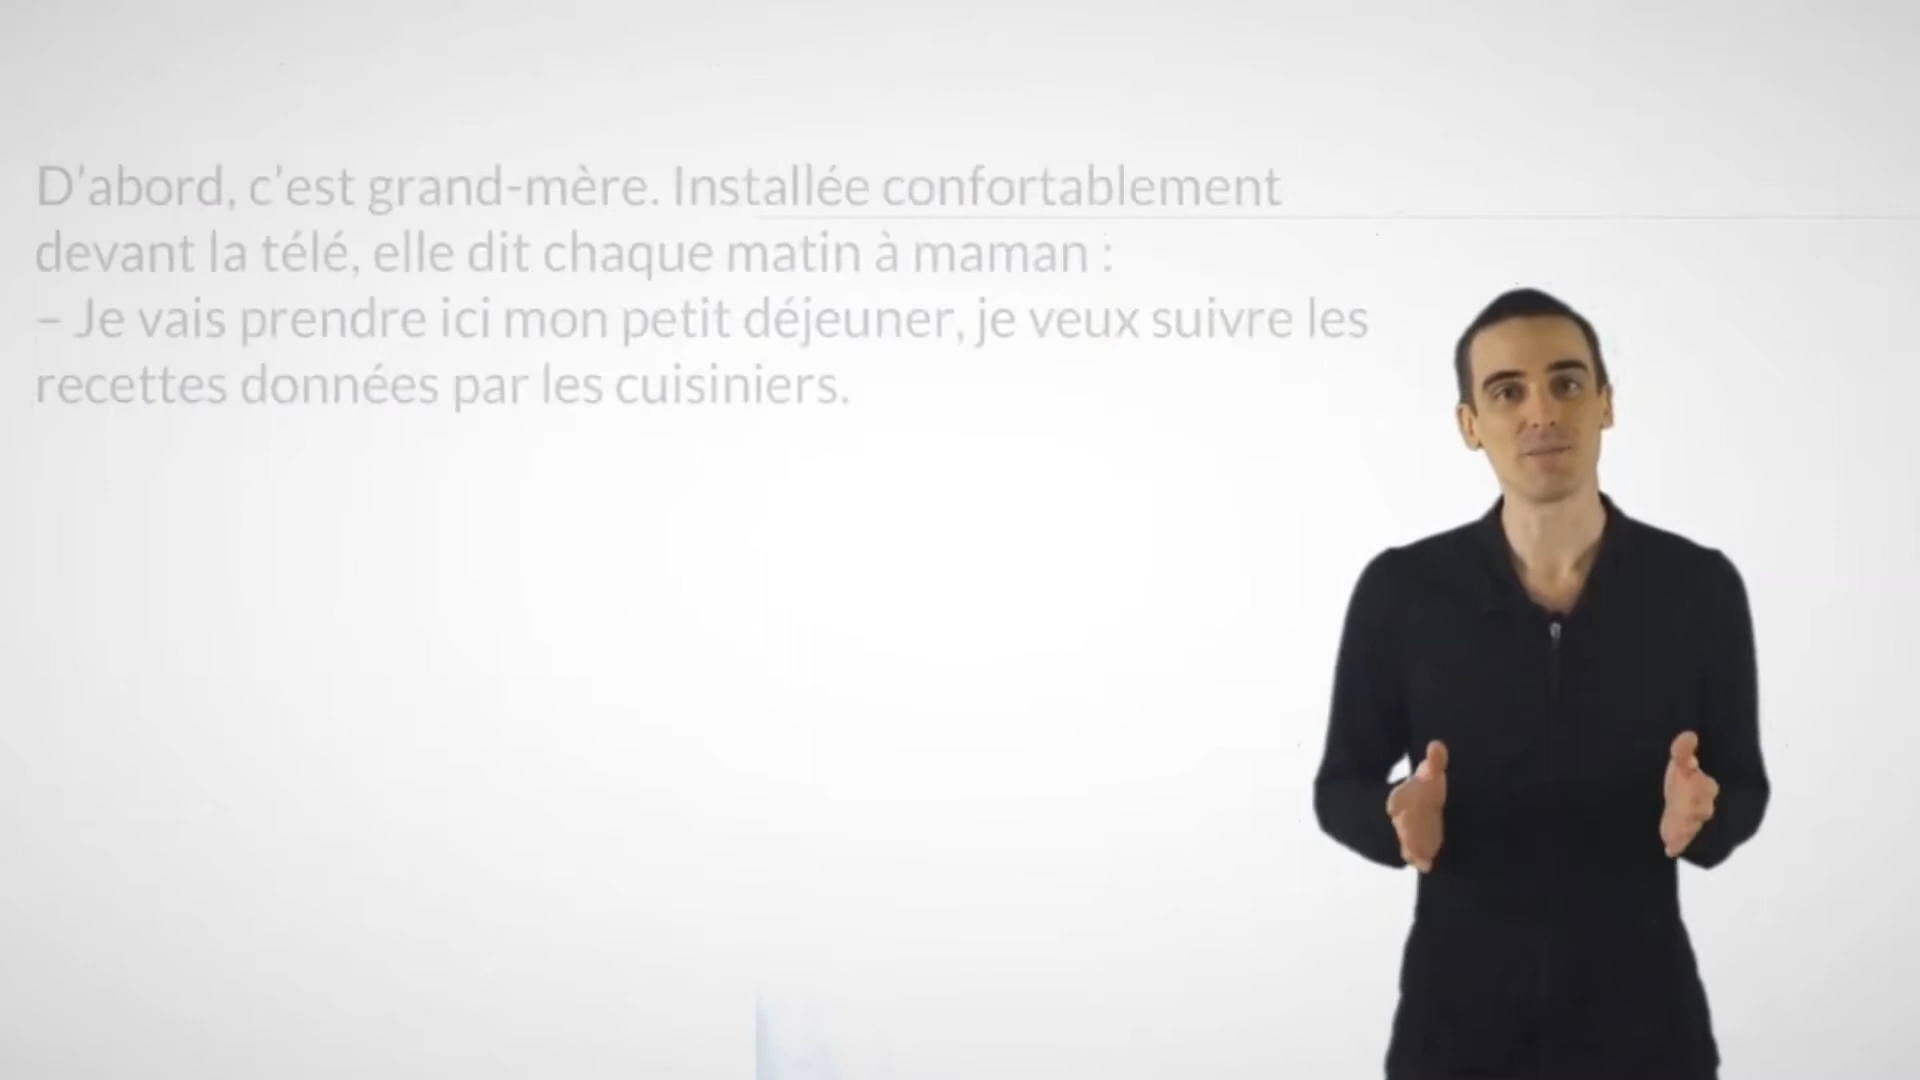 D'abord, c'est grand-mère. Installée confortablement
devant la télé, elle dit chaque matin à maman :
– Je vais prendre ici mon petit déjeuner, je veux suivre les
recettes données par les cuisiniers.